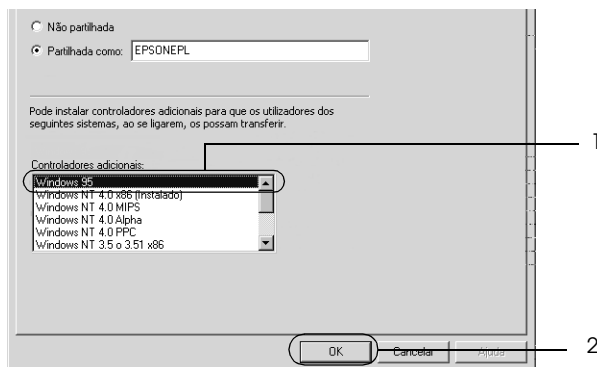 Não partilhada
Partilhada como: EPSONEPL
Pode instalar controladores adicionais para que os utilizadores dos
seguintes sistemas, ao se ligarem, os possam transferir.
1
Controladores adicionais:
Windows 95
Windows NT 4.0 x86 (Instalado)
Windows NT 4.0 MIPS
Windows NT 4.0 Alpha
Windows NT 4.0 PPC
Windows NT 3.5 o 3.51 x86
OK Cancelar Ajuda 2